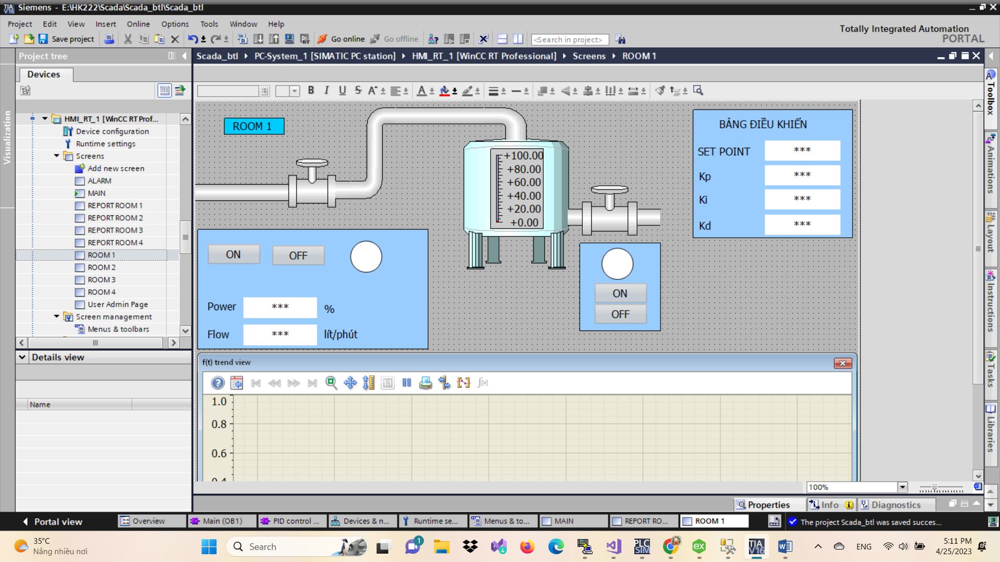 Siemens - E:\HK222\Scada\Scada_btl\Scada_btl
Project Edit View Insert Online Options Tools Window Help
Totally Integrated Automation
PORTAL
Save project
Go online
Go offline
<Search in project>
Project tree
Scada_btl PC-System_1 [SIMATIC PC station] HMI_RT_1 [WinCC RT Professional] Screens ROOM 1
Devices
Visualization
HMI_RT_1 [WinCC RT Prof...
Device configuration
Runtime settings
Screens
Add new screen
ALARM
MAIN
REPORT ROOM 1
REPORT ROOM 2
REPORT ROOM 3
REPORT ROOM 4
ROOM 1
ROOM 2
ROOM 3
ROOM 4
User Admin Page
Screen management
Menus & toolbars
Details view
Name
B I U S A A
ROOM 1
+100.00
+80.00
+60.00
+40.00
+20.00
+0.00
BẢNG ĐIỀU KHIỂN
SET POINT ***
Kp ***
Ki ***
Kd ***
ON OFF
Power *** %
Flow *** lít/phút
ON
OFF
f(t) trend view
1:1
1.0
0.8
0.6
0.4
100%
Toolbox
Animations
Layout
Instructions
Tasks
Libraries
Properties Info Diagnostics
Portal view Overview Main (OB1) PID control ... Devices & n... Runtime se... Menus & to... MAIN REPORT RO... ROOM 1
The project Scada_btl was saved succes...
35°C
Nắng nhiều nơi
Search
1
PLC
SIM
ex
TIA
V16
W
ENG
5:11 PM
4/25/2023